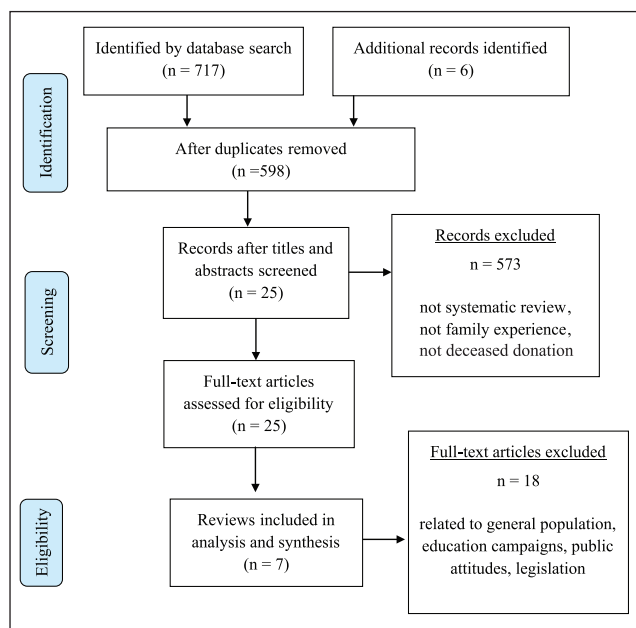 Identified by database search
(n = 717)
Additional records identified
(n = 6)
Identification
After duplicates removed
(n =598)
Records after titles and
abstracts screened
(n = 25)
Records excluded
n = 573
not systematic review,
not family experience,
not deceased donation
Screening
Full-text articles
assessed for eligibility
(n = 25)
Full-text articles excluded
n = 18
related to general population,
education campaigns, public
attitudes, legislation
Eligibility
Reviews included in
analysis and synthesis
(n = 7)